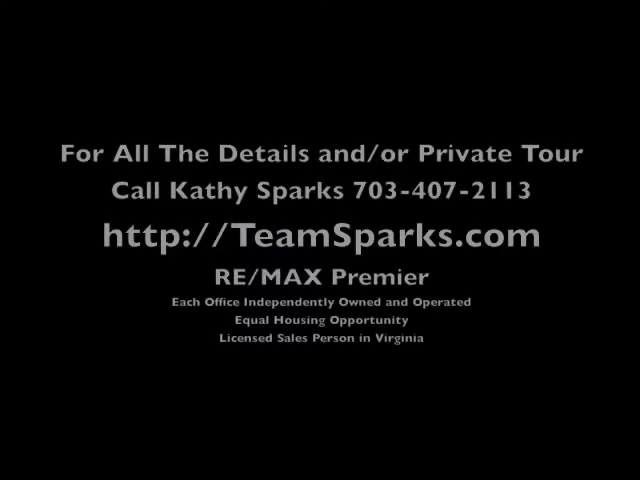 For All The Details and/or Private Tour
Call Kathy Sparks 703-407-2113
http://TeamSparks.com
RE/MAX Premier
Each Office Independently Owned and Operated
Equal Housing Opportunity
Licensed Sales Person in Virginia